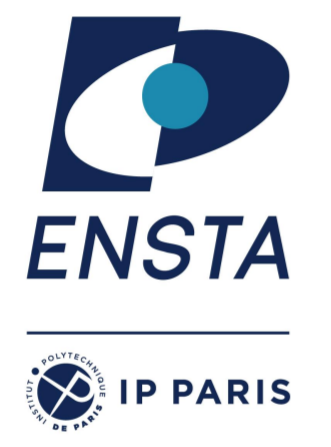 ENSTA
INSTITUT POLYTECHNIQUE DE PARIS
IP PARIS